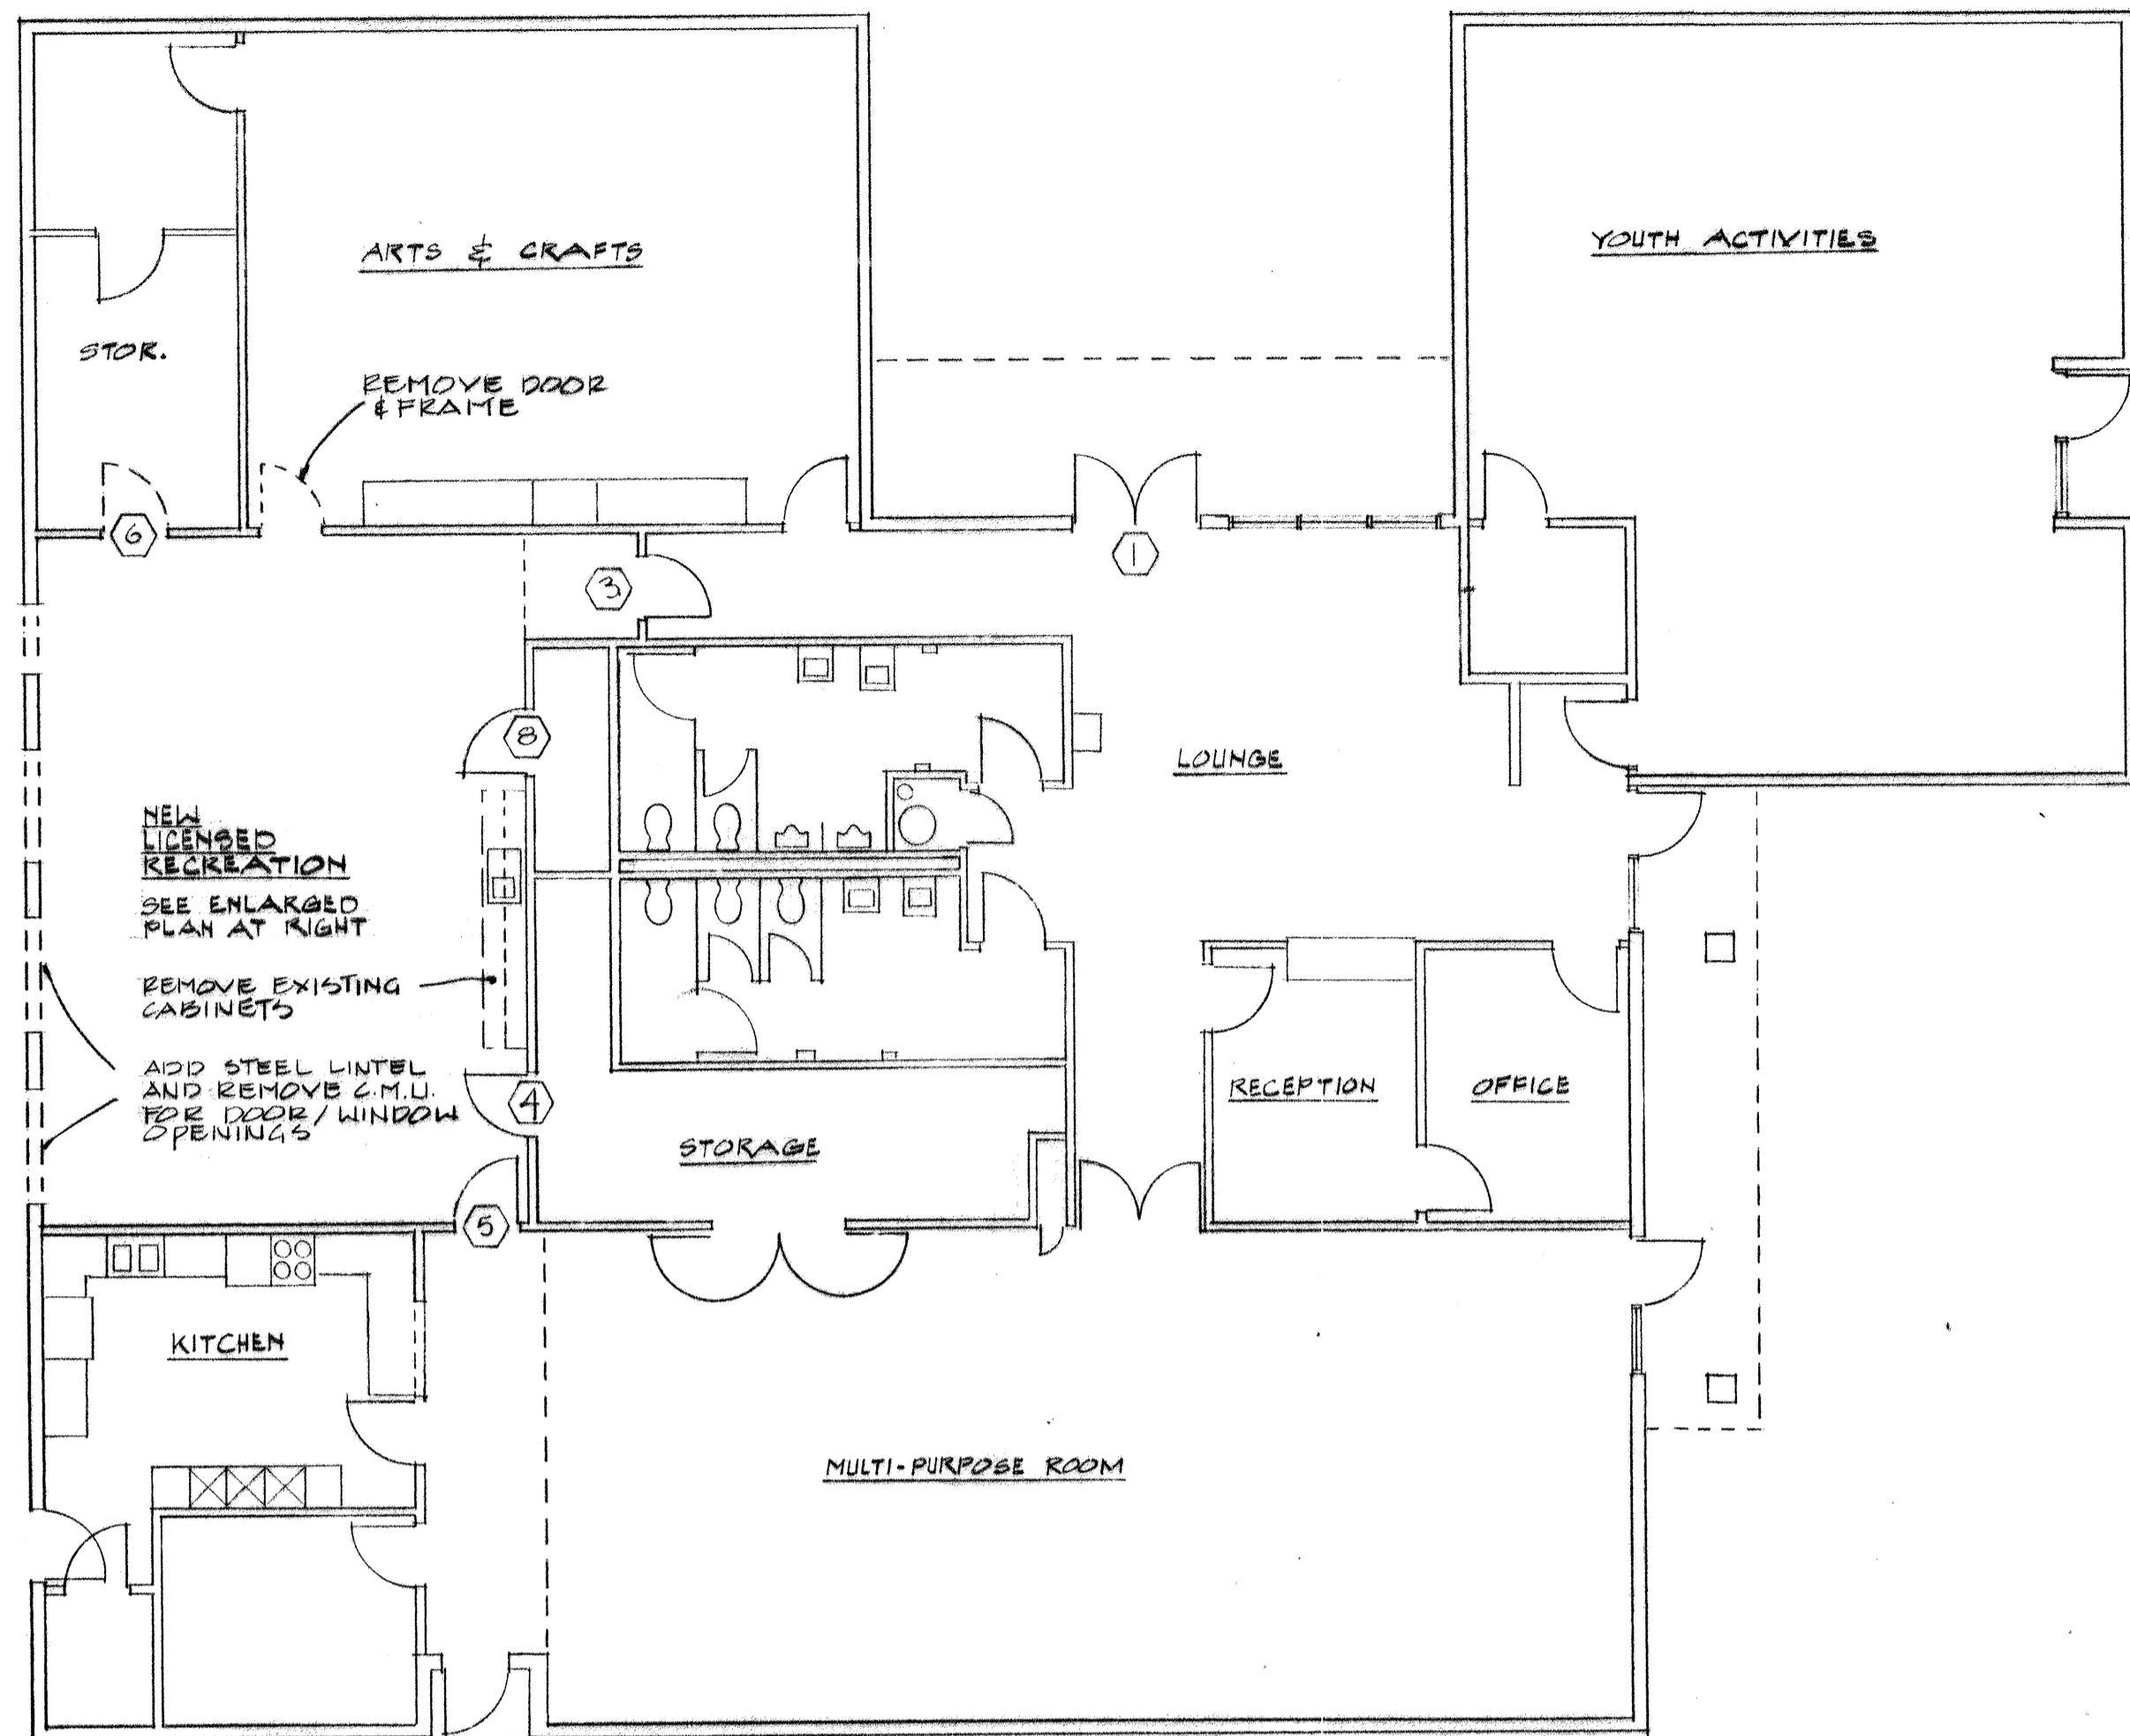 ARTS & CRAFTS
YOUTH ACTIVITIES
STOR.
REMOVE DOOR
& FRAME
6
1
3
8
LOUNGE
NEW
LICENSED
RECREATION
SEE ENLARGED
PLAN AT RIGHT
REMOVE EXISTING
CABINETS
ADD STEEL LINTEL
AND REMOVE C.M.U.
FOR DOOR/WINDOW
OPENINGS
4
RECEPTION
OFFICE
STORAGE
5
KITCHEN
MULTI-PURPOSE ROOM